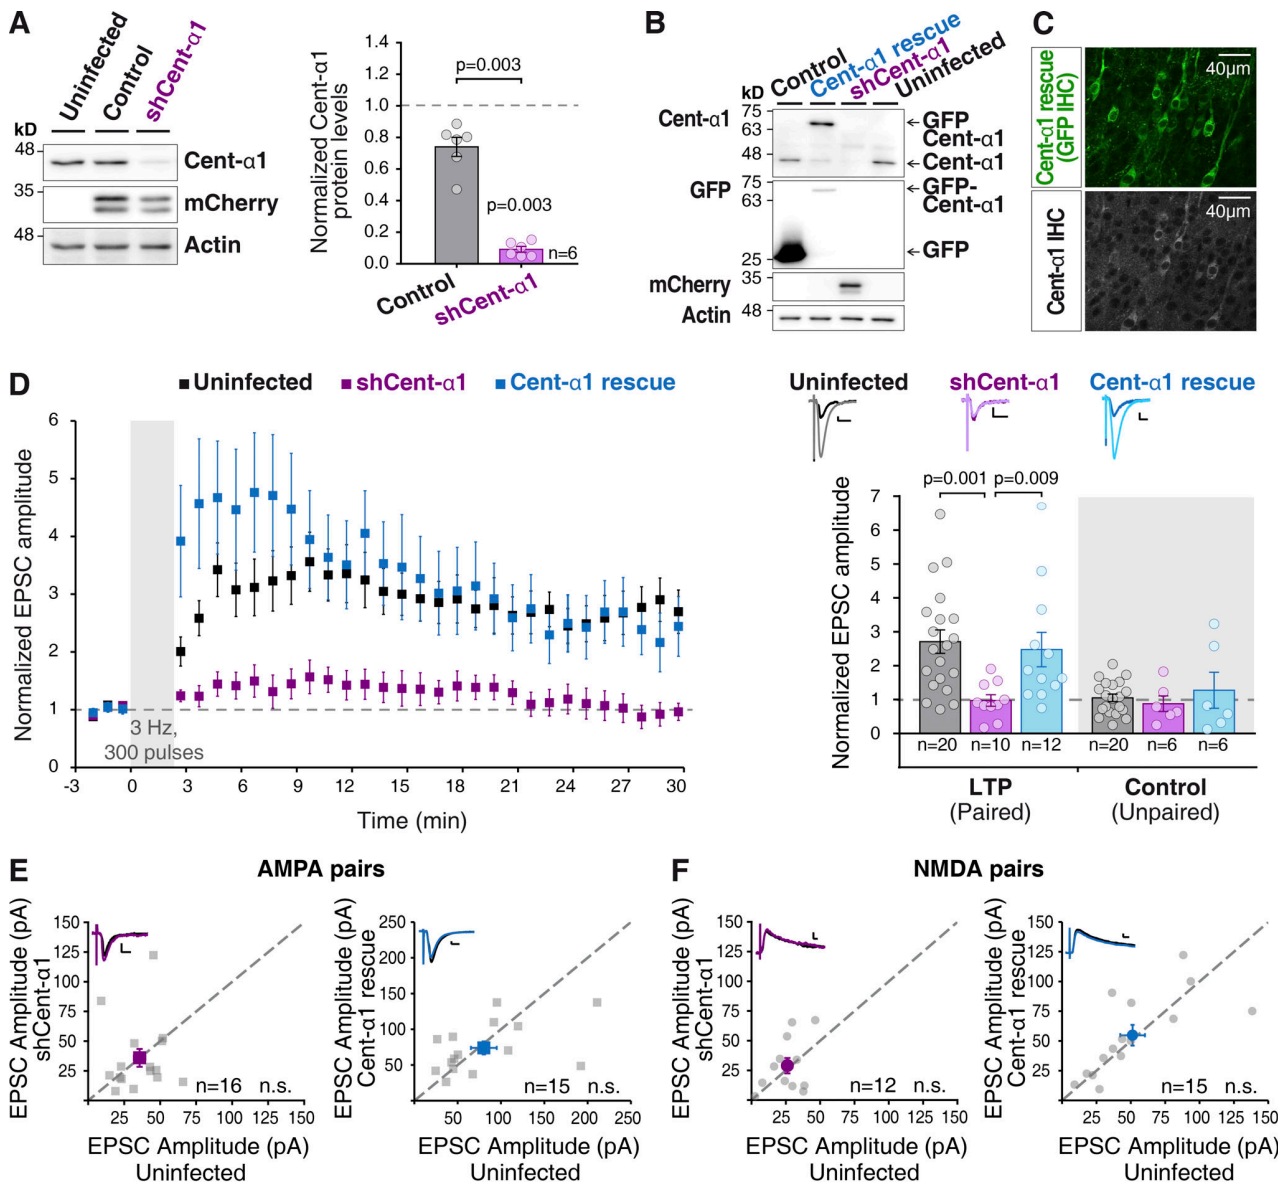 A
Uninfected
Control
shCent-α1
kD
48
Cent-α1
35
mCherry
48
Actin
Normalized Cent-α1
protein levels
1.4
1.2
1.0
0.8
0.6
0.4
0.2
0.0
p=0.003
p=0.003
n=6
Control
shCent-α1
B
Control
Cent-α1 rescue
shCent-α1
Uninfected
kD
Cent-α1
75
63
48
←GFP
Cent-α1
←Cent-α1
GFP
75
63
25
←GFP-
Cent-α1
←GFP
mCherry
35
48
Actin
C
Cent-α1 rescue
(GFP IHC)
40µm
Cent-α1 IHC
40µm
D
Uninfected
shCent-α1
Cent-α1 rescue
Normalized EPSC amplitude
6
5
4
3
2
1
0
3 Hz,
300 pulses
-3 0 3 6 9 12 15 18 21 24 27 30
Time (min)
Uninfected
shCent-α1
Cent-α1 rescue
Normalized EPSC amplitude
7
6
5
4
3
2
1
0
p=0.001
p=0.009
n=20 n=10 n=12 n=20 n=6 n=6
LTP
(Paired)
Control
(Unpaired)
E
AMPA pairs
EPSC Amplitude (pA)
shCent-α1
150
125
100
75
50
25
n=16 n.s.
25 50 75 100 125 150
EPSC Amplitude (pA)
Uninfected
EPSC Amplitude (pA)
Cent-α1 rescue
250
200
150
100
50
n=15 n.s.
50 100 150 200 250
EPSC Amplitude (pA)
Uninfected
F
NMDA pairs
EPSC Amplitude (pA)
shCent-α1
150
125
100
75
50
25
n=12 n.s.
0 25 50 75 100 125 150
EPSC Amplitude (pA)
Uninfected
EPSC Amplitude (pA)
Cent-α1 rescue
150
125
100
75
50
25
n=15 n.s.
0 25 50 75 100 125 150
EPSC Amplitude (pA)
Uninfected